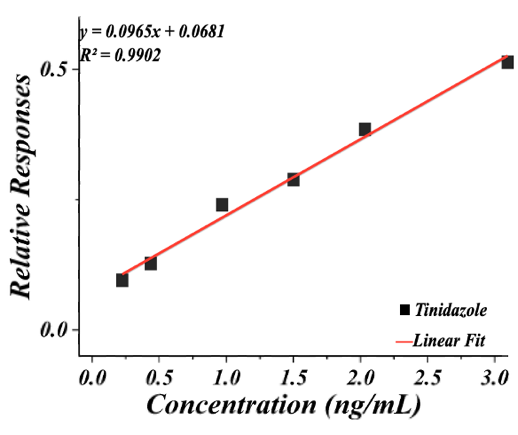 y = 0.0965x + 0.0681
R² = 0.9902
Relative Responses
0.5
0.0
Tinidazole
Linear Fit
0.0 0.5 1.0 1.5 2.0 2.5 3.0
Concentration (ng/mL)